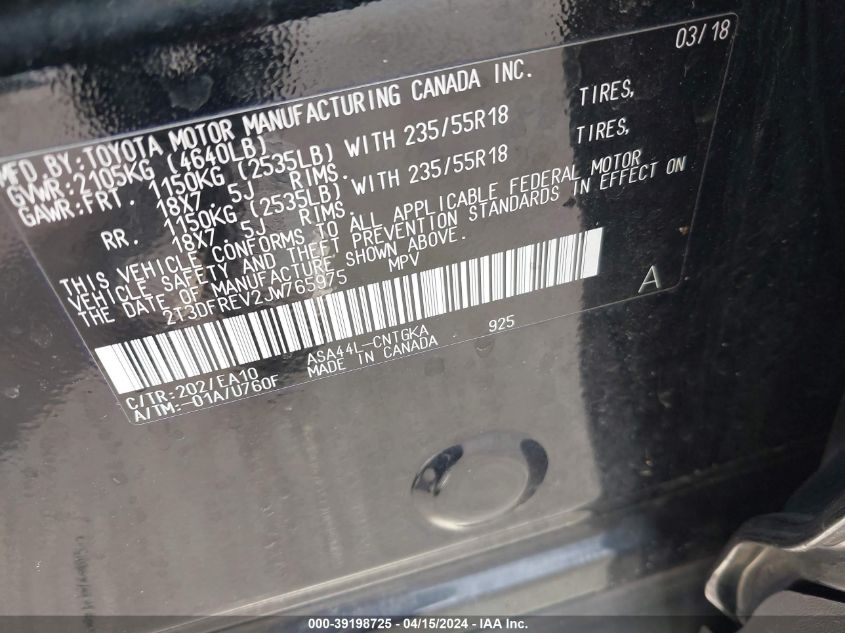 03/18
MFD BY:TOYOTA MOTOR MANUFACTURING CANADA INC.
GVWR:2105KG (4640LB)
GAWR:FRT. 1150KG (2535LB) WITH 235/55R18 TIRES,
18X7.5J RIMS.
RR. 1150KG (2535LB) WITH 235/55R18 TIRES,
18X7.5J RIMS.
THIS VEHICLE CONFORMS TO ALL APPLICABLE FEDERAL MOTOR
VEHICLE SAFETY AND THEFT PREVENTION STANDARDS IN EFFECT ON
THE DATE OF MANUFACTURE SHOWN ABOVE.
2T3DFREV2JW765975 MPV
A
C/TR:202/EA10 ASA44L-CNTGKA 925
A/TM:-01A/U760F MADE IN CANADA
000-39198725 - 04/15/2024 - IAA Inc.